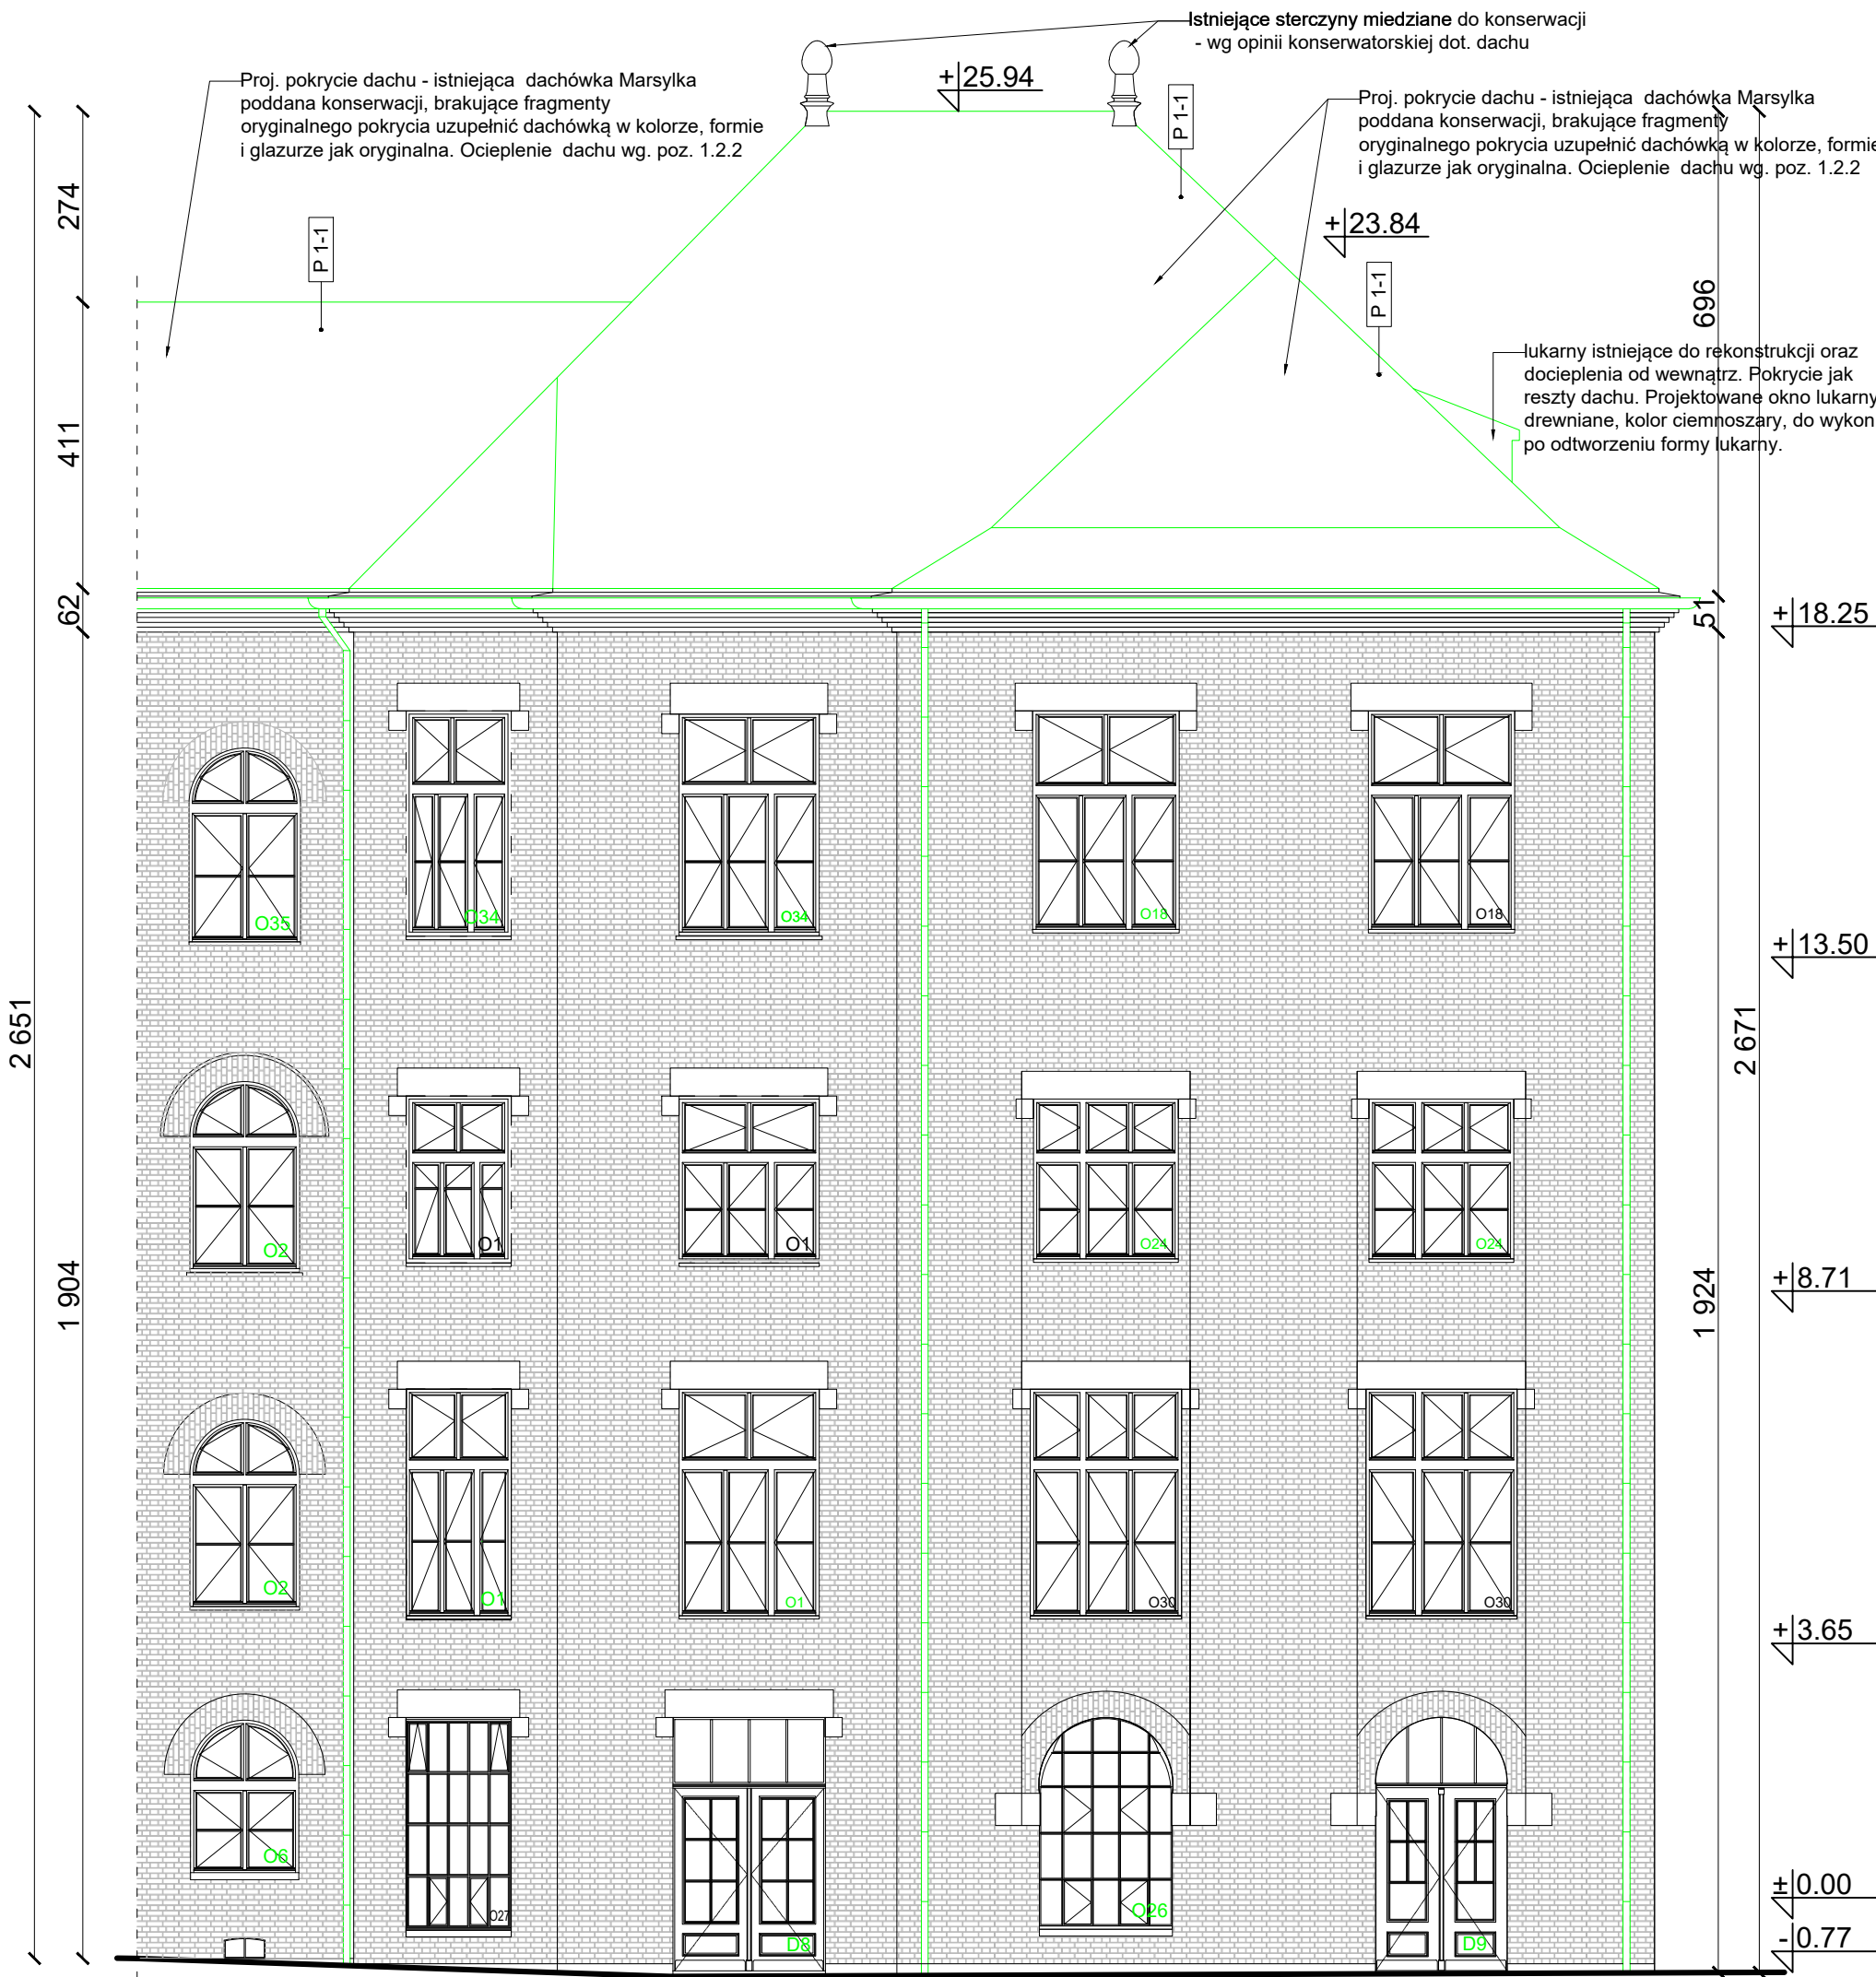 Istniejące sterczyny miedziane do konserwacji
- wg opinii konserwatorskiej dot. dachu
Proj. pokrycie dachu - istniejąca dachówka Marsylka
poddana konserwacji, brakujące fragmenty
oryginalnego pokrycia uzupełnić dachówką w kolorze, formie
i glazurze jak oryginalna. Ocieplenie dachu wg. poz. 1.2.2
+25.94
P 1-1
Proj. pokrycie dachu - istniejąca dachówka Marsylka
poddana konserwacji, brakujące fragmenty
oryginalnego pokrycia uzupełnić dachówką w kolorze, formie
i glazurze jak oryginalna. Ocieplenie dachu wg. poz. 1.2.2
274
P 1-1
+23.84
P 1-1
696
lukarny istniejące do rekonstrukcji oraz
docieplenia od wewnątrz. Pokrycie jak
reszty dachu. Projektowane okno lukarny
drewniane, kolor ciemnoszary, do wykon
po odtworzeniu formy lukarny.
411
62
51
+18.25
O35
O34
O34
O18
O18
+13.50
2 651
2 671
O2
O1
O1
O24
O24
+8.71
1 904
1 924
O2
O1
O1
O30
O30
+3.65
O6
O27
D8
O26
D9
±0.00
-0.77